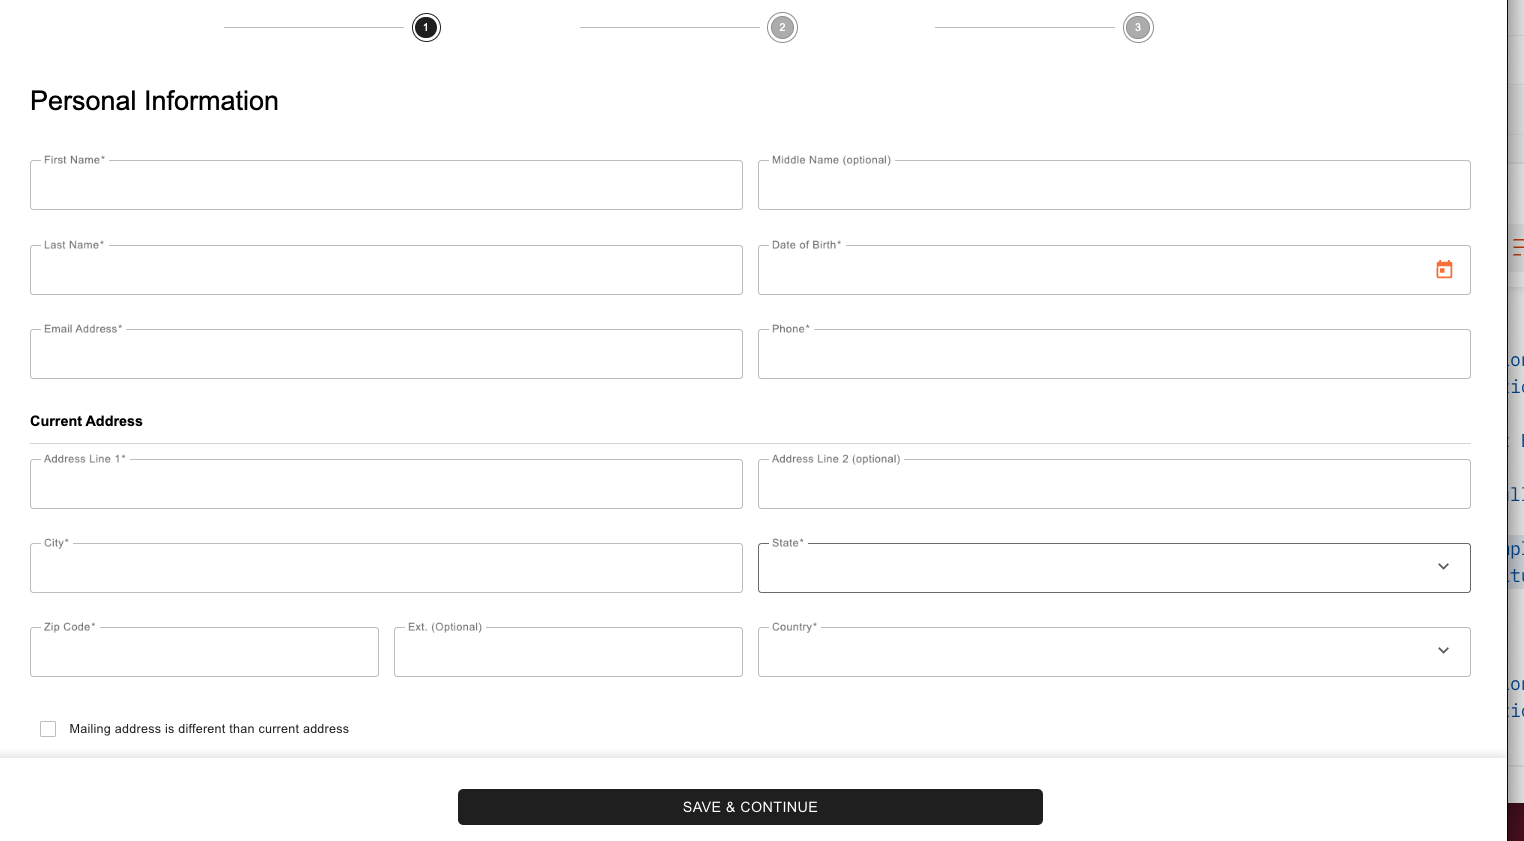 1 2 3
Personal Information
First Name* Middle Name (optional)
Last Name* Date of Birth*
Email Address* Phone*
Current Address
Address Line 1* Address Line 2 (optional)
City* State*
Zip Code* Ext. (Optional) Country*
Mailing address is different than current address
SAVE & CONTINUE